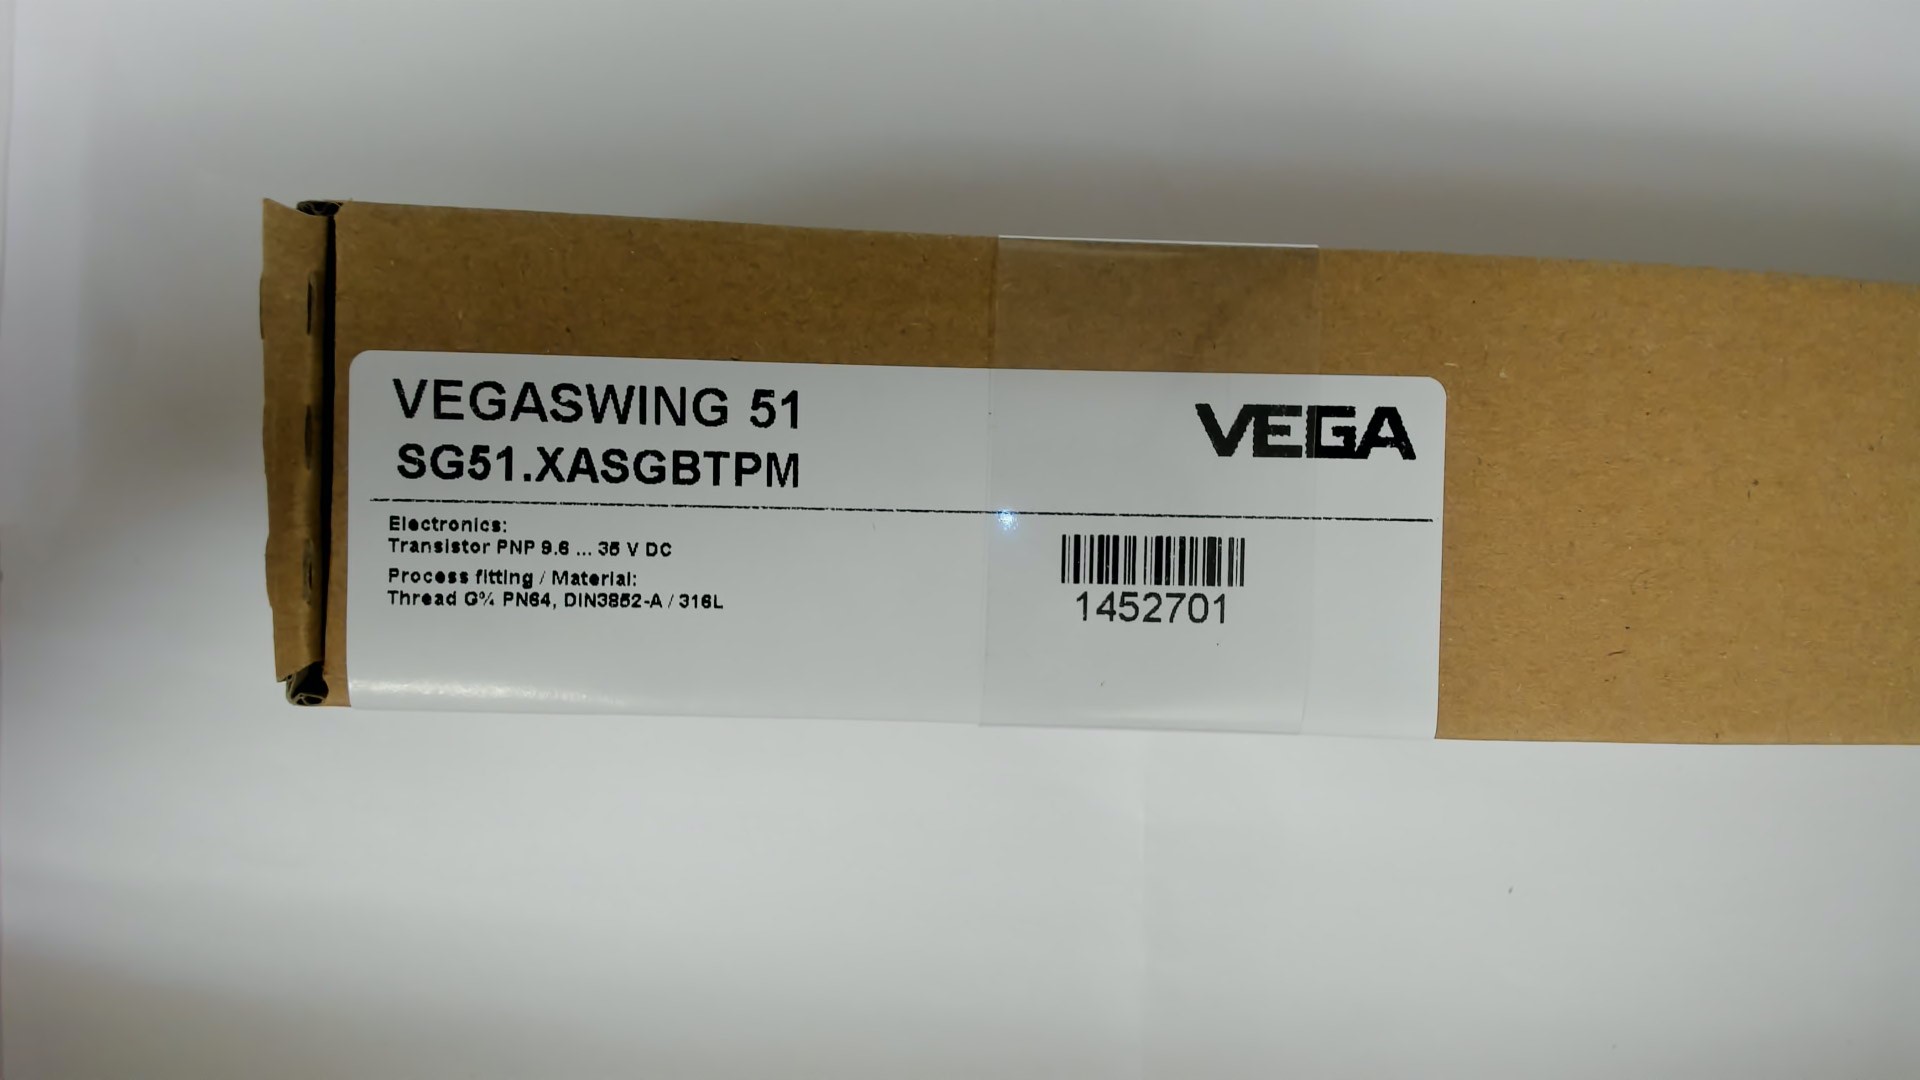 VEGASWING 51
SG51.XASGBTPM
VEGA
Electronics:
Transistor PNP 9.6 ... 35 V DC
Process fitting / Material:
Thread G¾ PN64, DIN3852-A / 316L
1452701